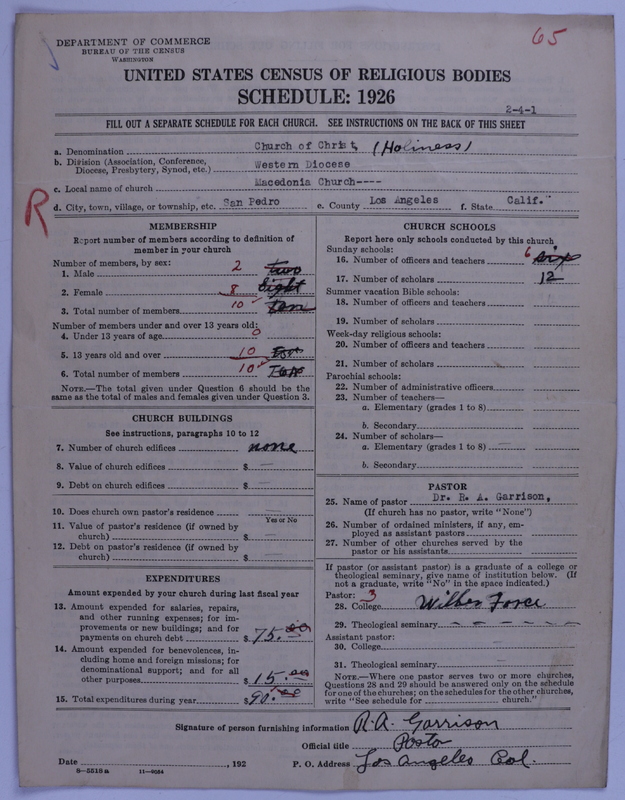 65
DEPARTMENT OF COMMERCE
BUREAU OF THE CENSUS
WASHINGTON
UNITED STATES CENSUS OF RELIGIOUS BODIES
SCHEDULE: 1926
2-4-1
FILL OUT A SEPARATE SCHEDULE FOR EACH CHURCH. SEE INSTRUCTIONS ON THE BACK OF THIS SHEET
a. Denomination Church of Christ, (Holiness)
b. Division (Association, Conference, Diocese, Presbytery, Synod, etc.) Western Diocese
c. Local name of church Macedonia Church----
R
d. City, town, village, or township, etc. San Pedro e. County Los Angeles f. State Calif."
MEMBERSHIP
Report number of members according to definition of
member in your church
Number of members, by sex:
1. Male 2 two
2. Female 8 Eight
3. Total number of members 10 ten
Number of members under and over 13 years old:
4. Under 13 years of age 0
5. 13 years old and over 10 Ten
6. Total number of members 10 Ten
NOTE.—The total given under Question 6 should be
same as the total of males and females given under Question 3.
CHURCH BUILDINGS
See instructions, paragraphs 10 to 12
7. Number of church edifices none
8. Value of church edifices $ —
9. Debt on church edifices $ —
10. Does church own pastor's residence
Yes or No
11. Value of pastor's residence (if owned by
church) $ —
12. Debt on pastor's residence (if owned by
church) $ —
EXPENDITURES
Amount expended by your church during last fiscal year
13. Amount expended for salaries, repairs,
and other running expenses; for im-
provements or new buildings; and for
payments on church debt $ 75.00
14. Amount expended for benevolences, in-
cluding home and foreign missions; for
denominational support; and for all
other purposes $ 15.00
15. Total expenditures during year $ 90.00
CHURCH SCHOOLS
Report here only schools conducted by this church
Sunday schools:
16. Number of officers and teachers 6 six
17. Number of scholars 12
Summer vacation Bible schools:
18. Number of officers and teachers
19. Number of scholars
Week-day religious schools:
20. Number of officers and teachers
21. Number of scholars
Parochial schools:
22. Number of administrative officers
23. Number of teachers—
a. Elementary (grades 1 to 8)
b. Secondary
24. Number of scholars—
a. Elementary (grades 1 to 8)
b. Secondary
PASTOR
25. Name of pastor Dr. R. A. Garrison,
(If church has no pastor, write "None")
26. Number of ordained ministers, if any, em-
ployed as assistant pastors
27. Number of other churches served by the
pastor or his assistants
If pastor (or assistant pastor) is a graduate of a college or
theological seminary, give name of institution below. (If
not a graduate, write "No" in the space indicated.)
Pastor: 3
28. College Wilber Force
29. Theological seminary — — — —
Assistant pastor:
30. College
31. Theological seminary
NOTE.—Where one pastor serves two or more churches,
Questions 28 and 29 should be answered only on the schedule
for one of the churches; on the schedules for the other churches,
write "See schedule for church."
Signature of person furnishing information R.A. Garrison
Official title Pasto
Date , 192 P. O. Address Los Angeles Cal.
8—5518a 11—9034